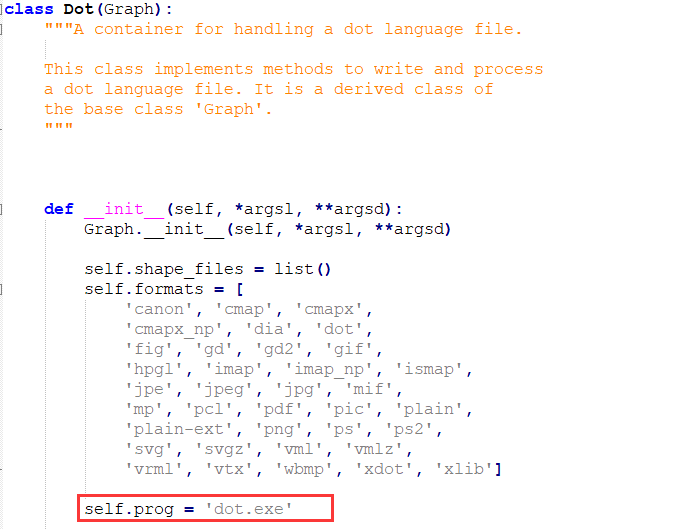 class Dot(Graph):
    """A container for handling a dot language file.
    This class implements methods to write and process
    a dot language file. It is a derived class of
    the base class 'Graph'.
    """
    def __init__(self, *argsl, **argsd):
        Graph.__init__(self, *argsl, **argsd)
        self.shape_files = list()
        self.formats = [
            'canon', 'cmap', 'cmapx',
            'cmapx_np', 'dia', 'dot',
            'fig', 'gd', 'gd2', 'gif',
            'hpgl', 'imap', 'imap_np', 'ismap',
            'jpe', 'jpeg', 'jpg', 'mif',
            'mp', 'pcl', 'pdf', 'pic', 'plain',
            'plain-ext', 'png', 'ps', 'ps2',
            'svg', 'svgz', 'vml', 'vmlz',
            'vrml', 'vtx', 'wbmp', 'xdot', 'xlib']
        self.prog = 'dot.exe'